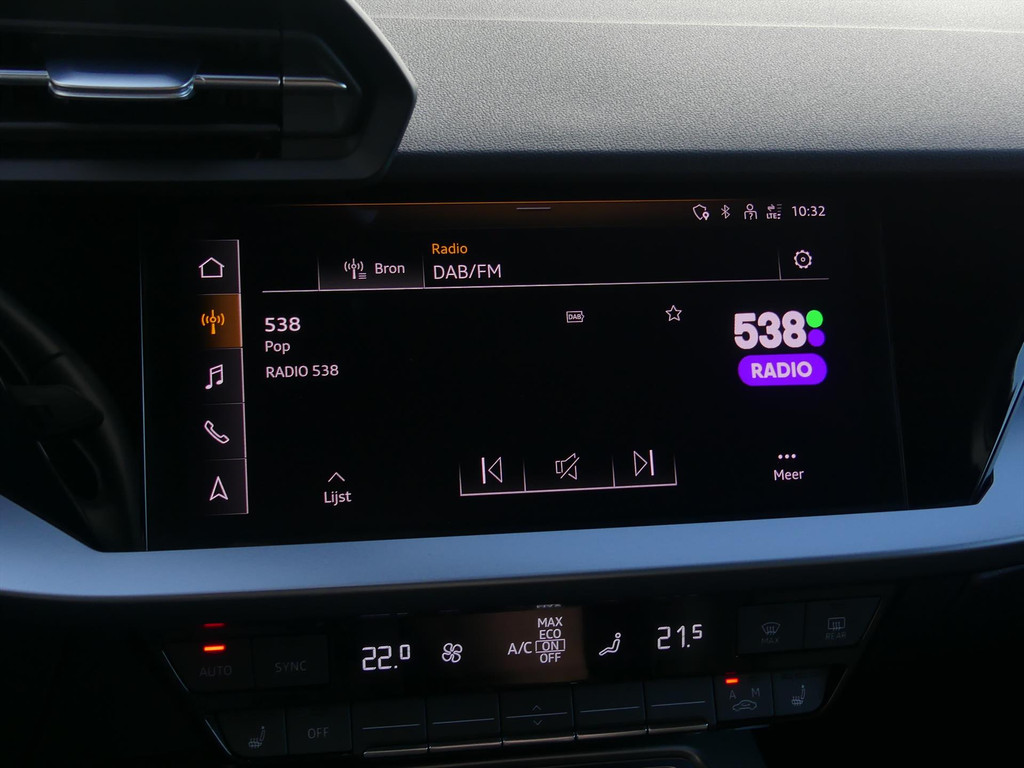 LTE 10:32
Radio
Bron DAB/FM
538
Pop
RADIO 538
DAB
538
RADIO
Lijst
Meer
MAX
ECO
A/C ON
OFF
22.0
21.5
AUTO SYNC
MAX REAR
OFF
A M